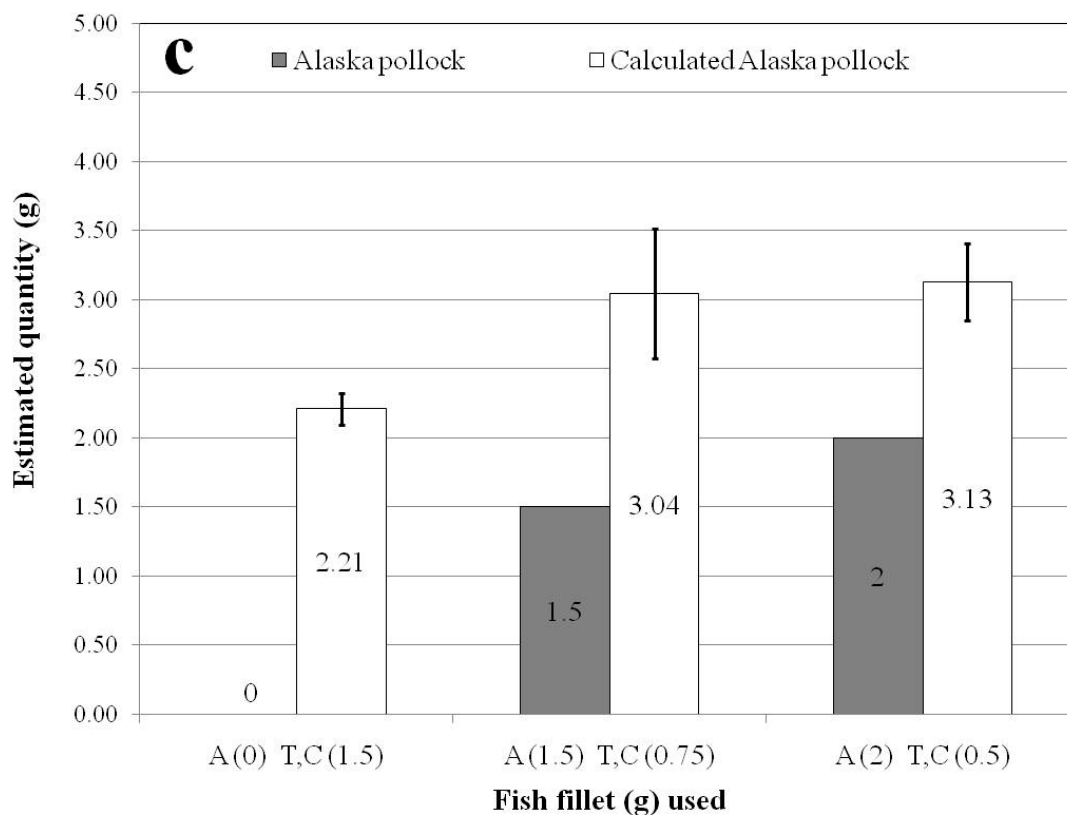 c
Alaska pollock
Calculated Alaska pollock
Estimated quantity (g)
5.00
4.50
4.00
3.50
3.00
2.50
2.00
1.50
1.00
0.50
0.00
0
2.21
1.5
3.04
2
3.13
A (0) T,C (1.5)
A (1.5) T,C (0.75)
A (2) T,C (0.5)
Fish fillet (g) used